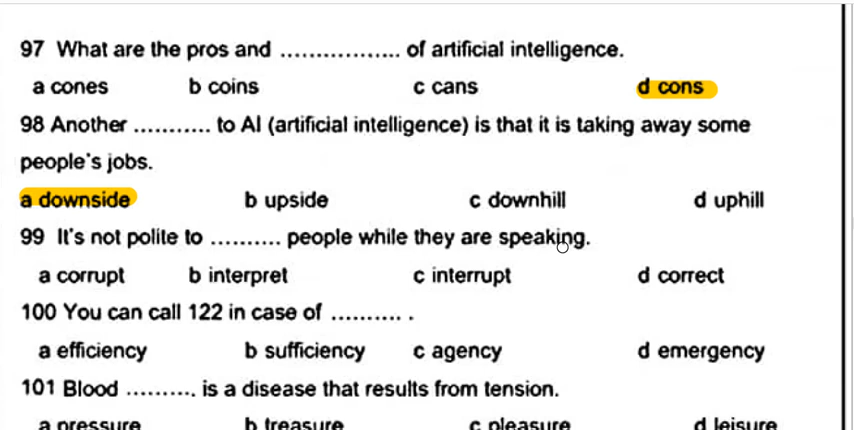 97 What are the pros and .................. of artificial intelligence.
a cones b coins c cans d cons
98 Another ........... to AI (artificial intelligence) is that it is taking away some
people's jobs.
a downside b upside c downhill d uphill
99 It's not polite to .......... people while they are speaking.
a corrupt b interpret c interrupt d correct
100 You can call 122 in case of .......... .
a efficiency b sufficiency c agency d emergency
101 Blood .......... is a disease that results from tension.
a pressure b treasure c pleasure d leisure